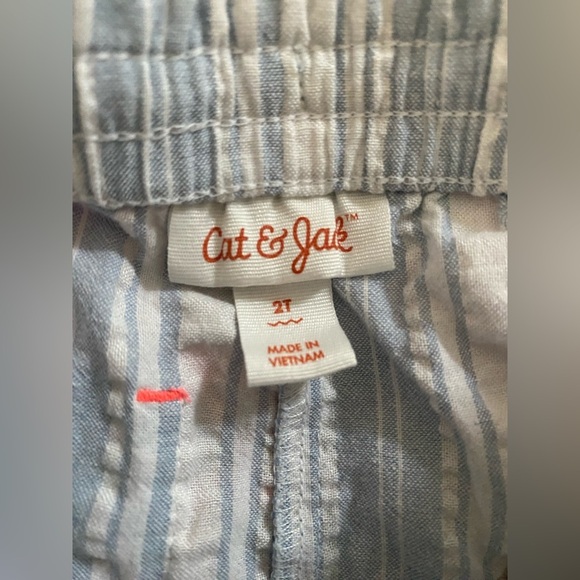 Cat & Jack™
2T
MADE IN
VIETNAM